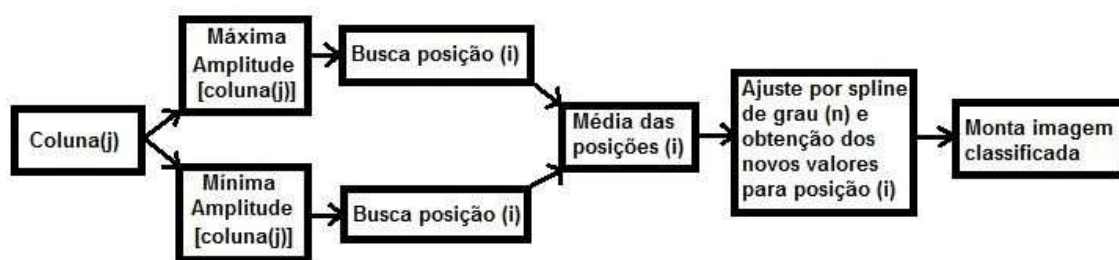 Coluna(j)
Máxima
Amplitude
[coluna(j)]
Busca posição (i)
Mínima
Amplitude
[coluna(j)]
Busca posição (i)
Média das
posições (i)
Ajuste por spline
de grau (n) e
obtenção dos
novos valores
para posição (i)
Monta imagem
classificada